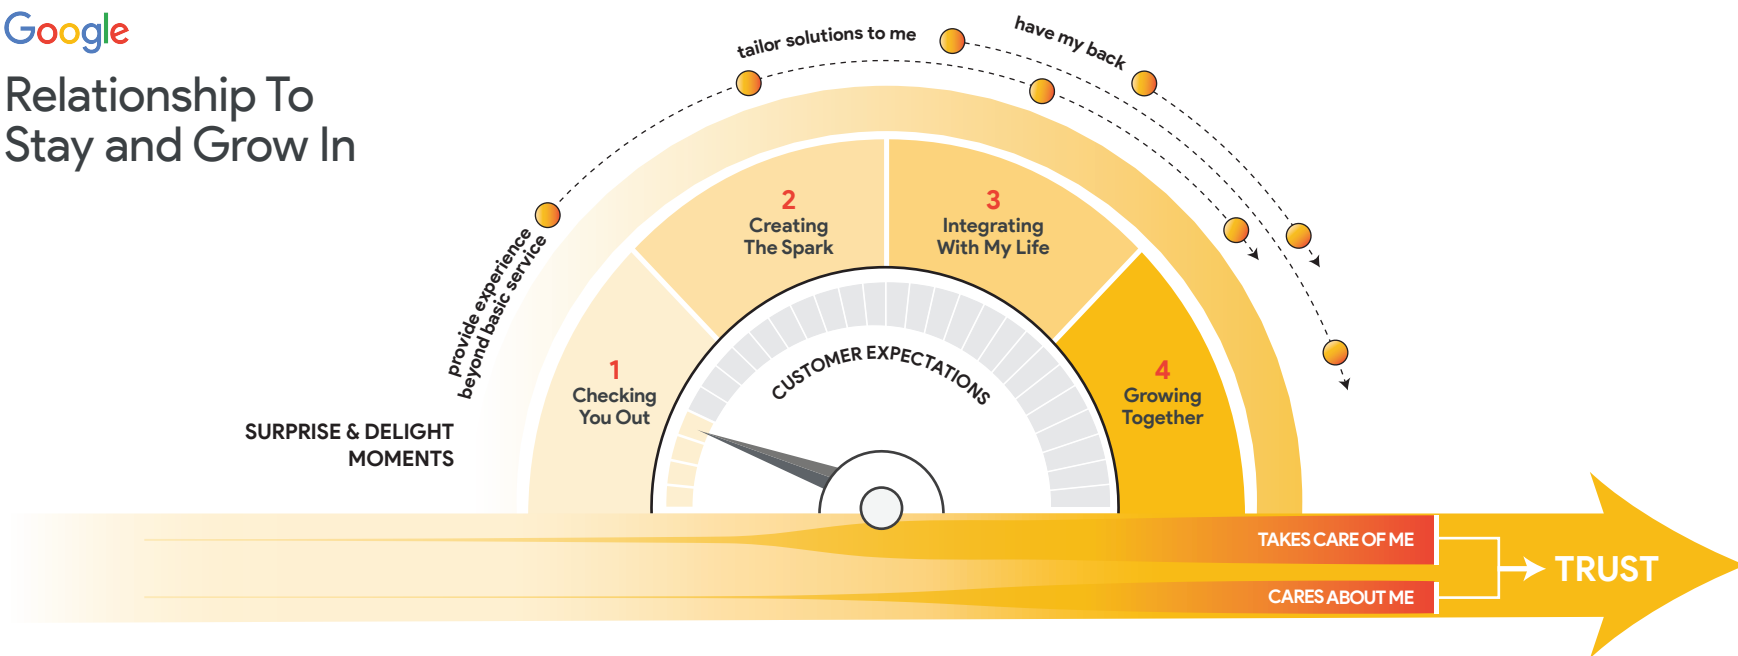 Google
Relationship To
Stay and Grow In
tailor solutions to me
have my back
provide experience
beyond basic service
SURPRISE & DELIGHT
MOMENTS
1
Checking
You Out
2
Creating
The Spark
3
Integrating
With My Life
4
Growing
Together
CUSTOMER EXPECTATIONS
TAKES CARE OF ME
CARES ABOUT ME
TRUST